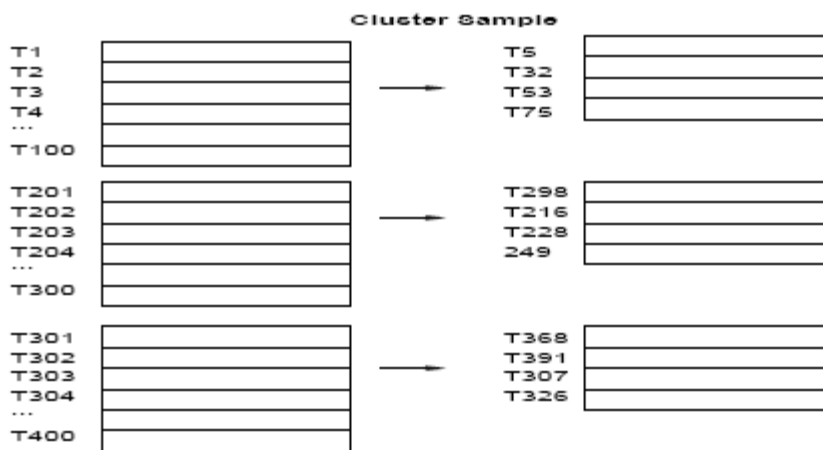 Cluster Sample
T1
T2
T3
T4
...
T100
T5
T32
T53
T75
T201
T202
T203
T204
...
T300
T298
T216
T228
249
T301
T302
T303
T304
...
T400
T368
T391
T307
T326